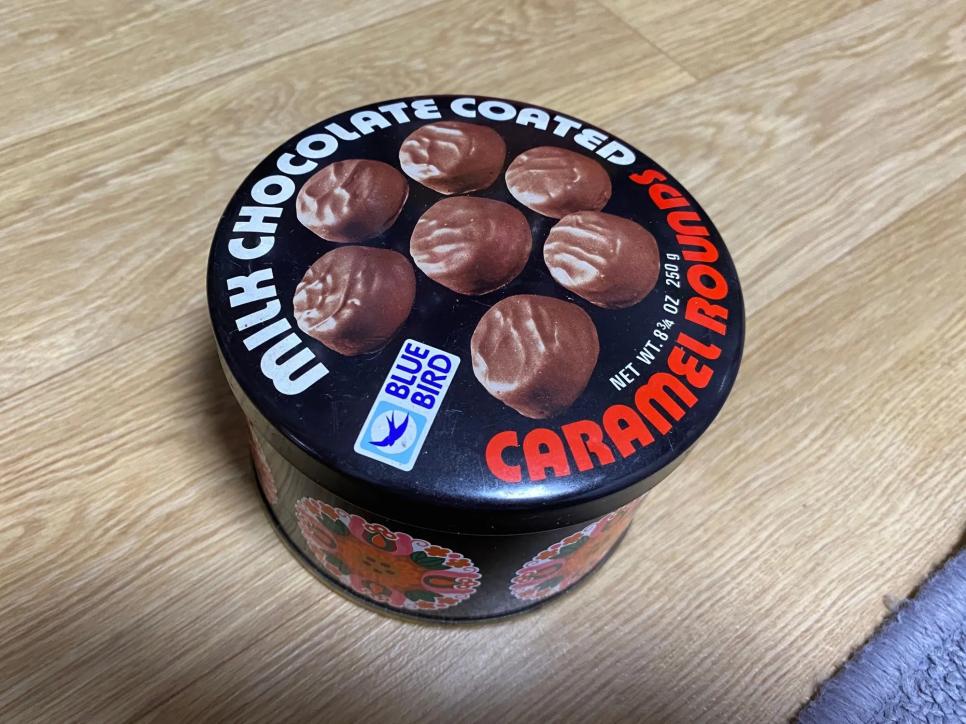 MILK CHOCOLATE COATED
CARAMEL ROUNDS
NET WT. 8¾ OZ 250 g
BLUE
BIRD